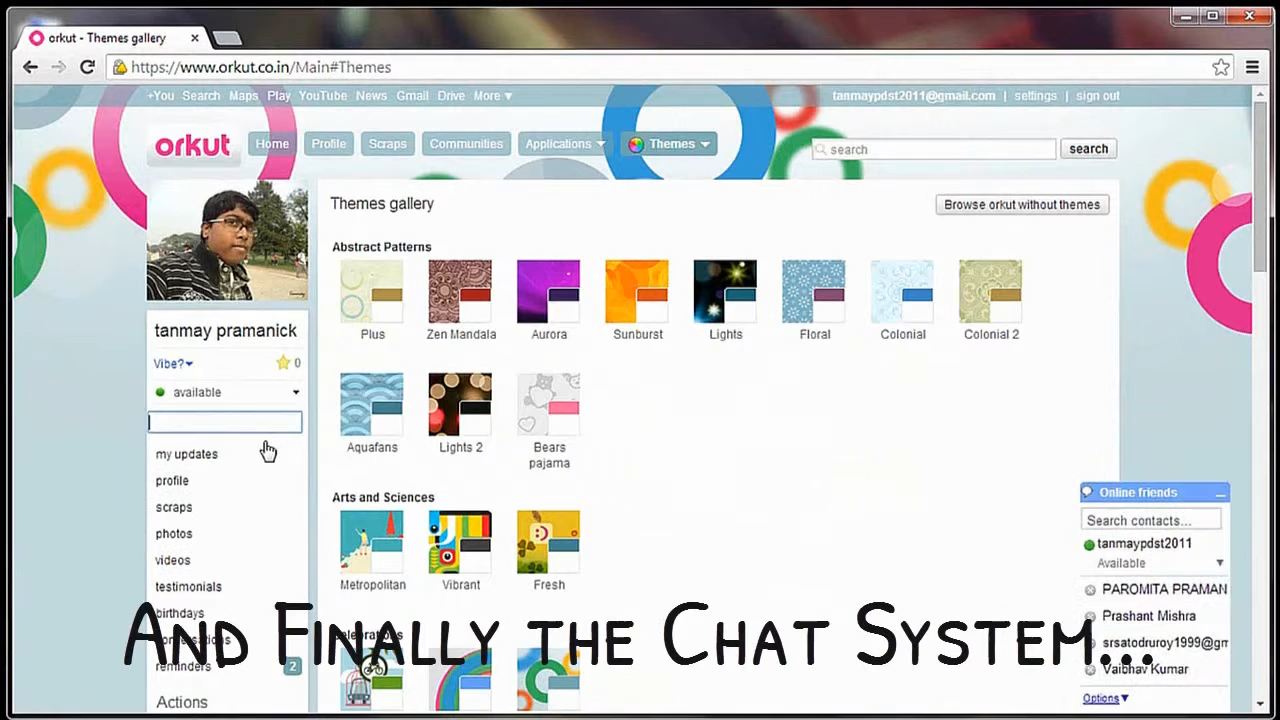 orkut - Themes gallery
https://www.orkut.co.in/Main#Themes
+You Search Maps Play YouTube News Gmail Drive More tanmaypdst2011@gmail.com | settings | sign out
orkut Home Profile Scraps Communities Applications Themes search search
Themes gallery Browse orkut without themes
Abstract Patterns
Plus Zen Mandala Aurora Sunburst Lights Floral Colonial Colonial 2
tanmay pramanick
Vibe? 0
available
Aquafans Lights 2 Bears pajama
my updates
profile
scraps
photos
videos
testimonials
birthdays
conversations
reminders 2
Actions
Arts and Sciences
Metropolitan Vibrant Fresh
Celebrations
Online friends
Search contacts...
tanmaypdst2011
Available
PAROMITA PRAMAN
Prashant Mishra
srsatodruroy1999@gm
Vaibhav Kumar
Options
And Finally the Chat System...